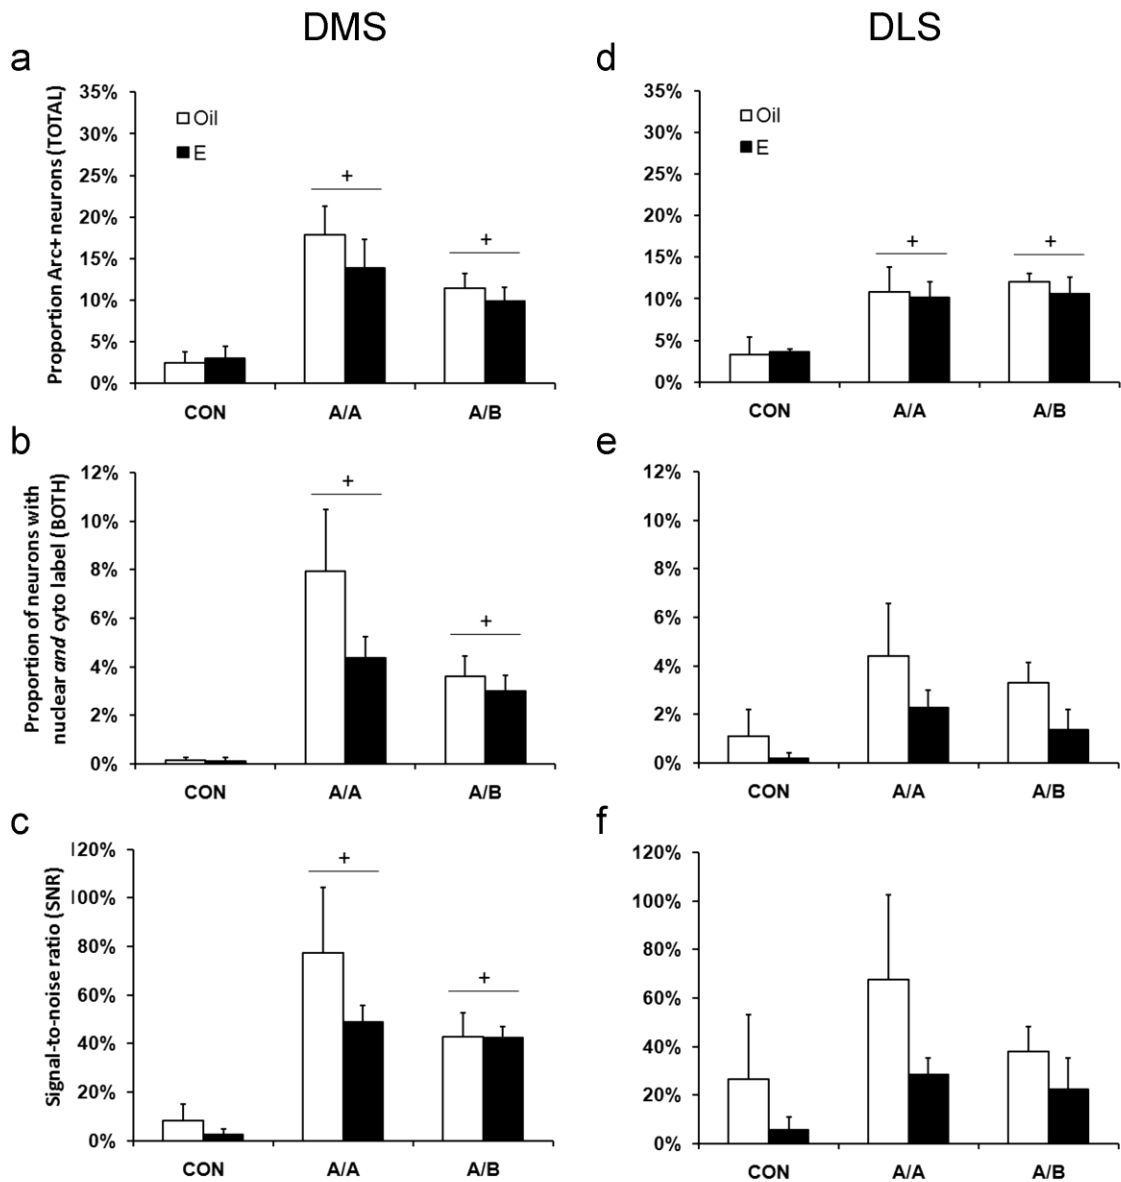 DMS
DLS
a
Proportion Arc+ neurons (TOTAL)
35%
30%
25%
20%
15%
10%
5%
0%
Oil
E
+
+
CON
A/A
A/B
d
35%
30%
25%
20%
15%
10%
5%
0%
Oil
E
+
+
CON
A/A
A/B
b
Proportion of neurons with
nuclear and cyto label (BOTH)
12%
10%
8%
6%
4%
2%
0%
+
+
CON
A/A
A/B
e
12%
10%
8%
6%
4%
2%
0%
CON
A/A
A/B
c
Signal-to-noise ratio (SNR)
120%
100%
80%
60%
40%
20%
0%
+
+
CON
A/A
A/B
f
120%
100%
80%
60%
40%
20%
0%
CON
A/A
A/B